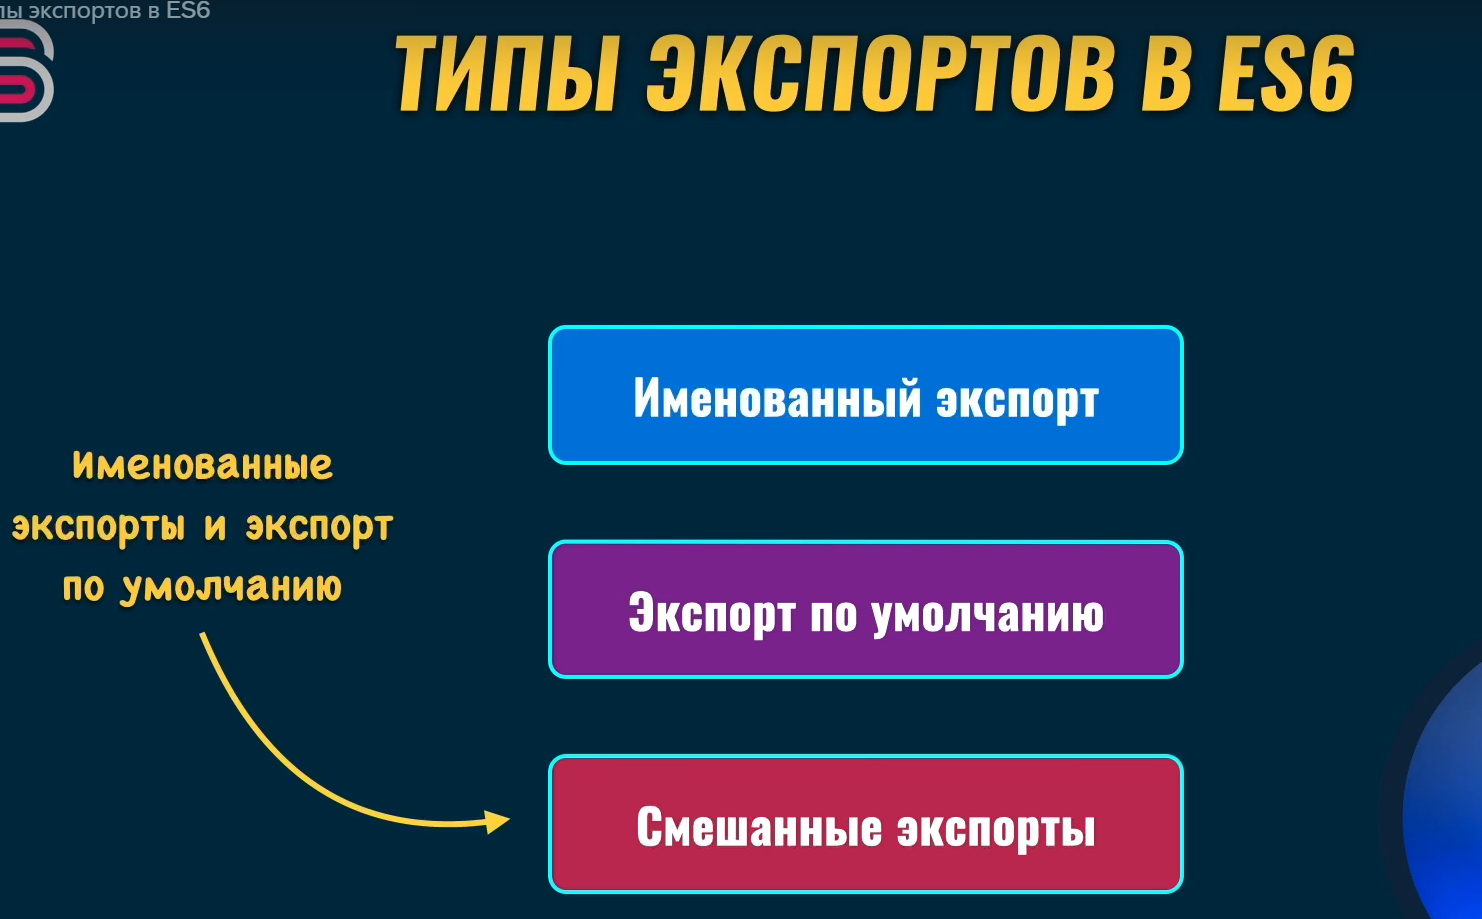 экспортов в ES6
ТИПЫ ЭКСПОРТОВ В ES6
Именованный экспорт
Именованные
экспорты и экспорт
по умолчанию
Экспорт по умолчанию
Смешанные экспорты